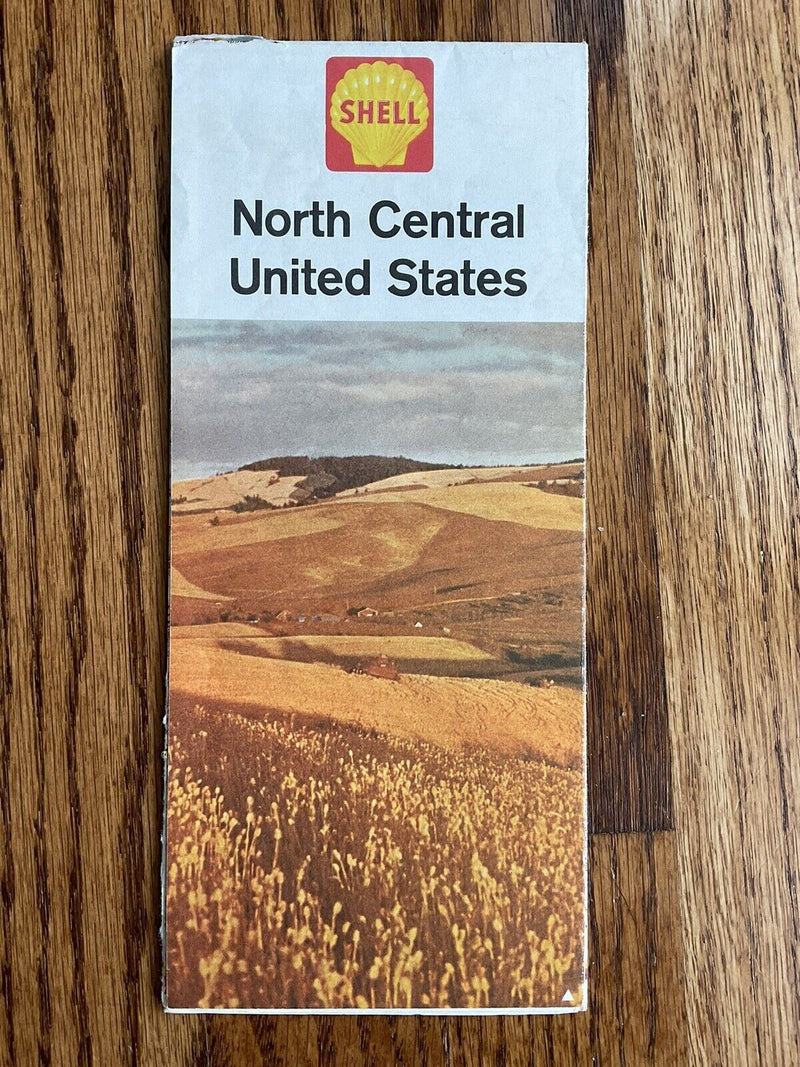 SHELL
North Central
United States